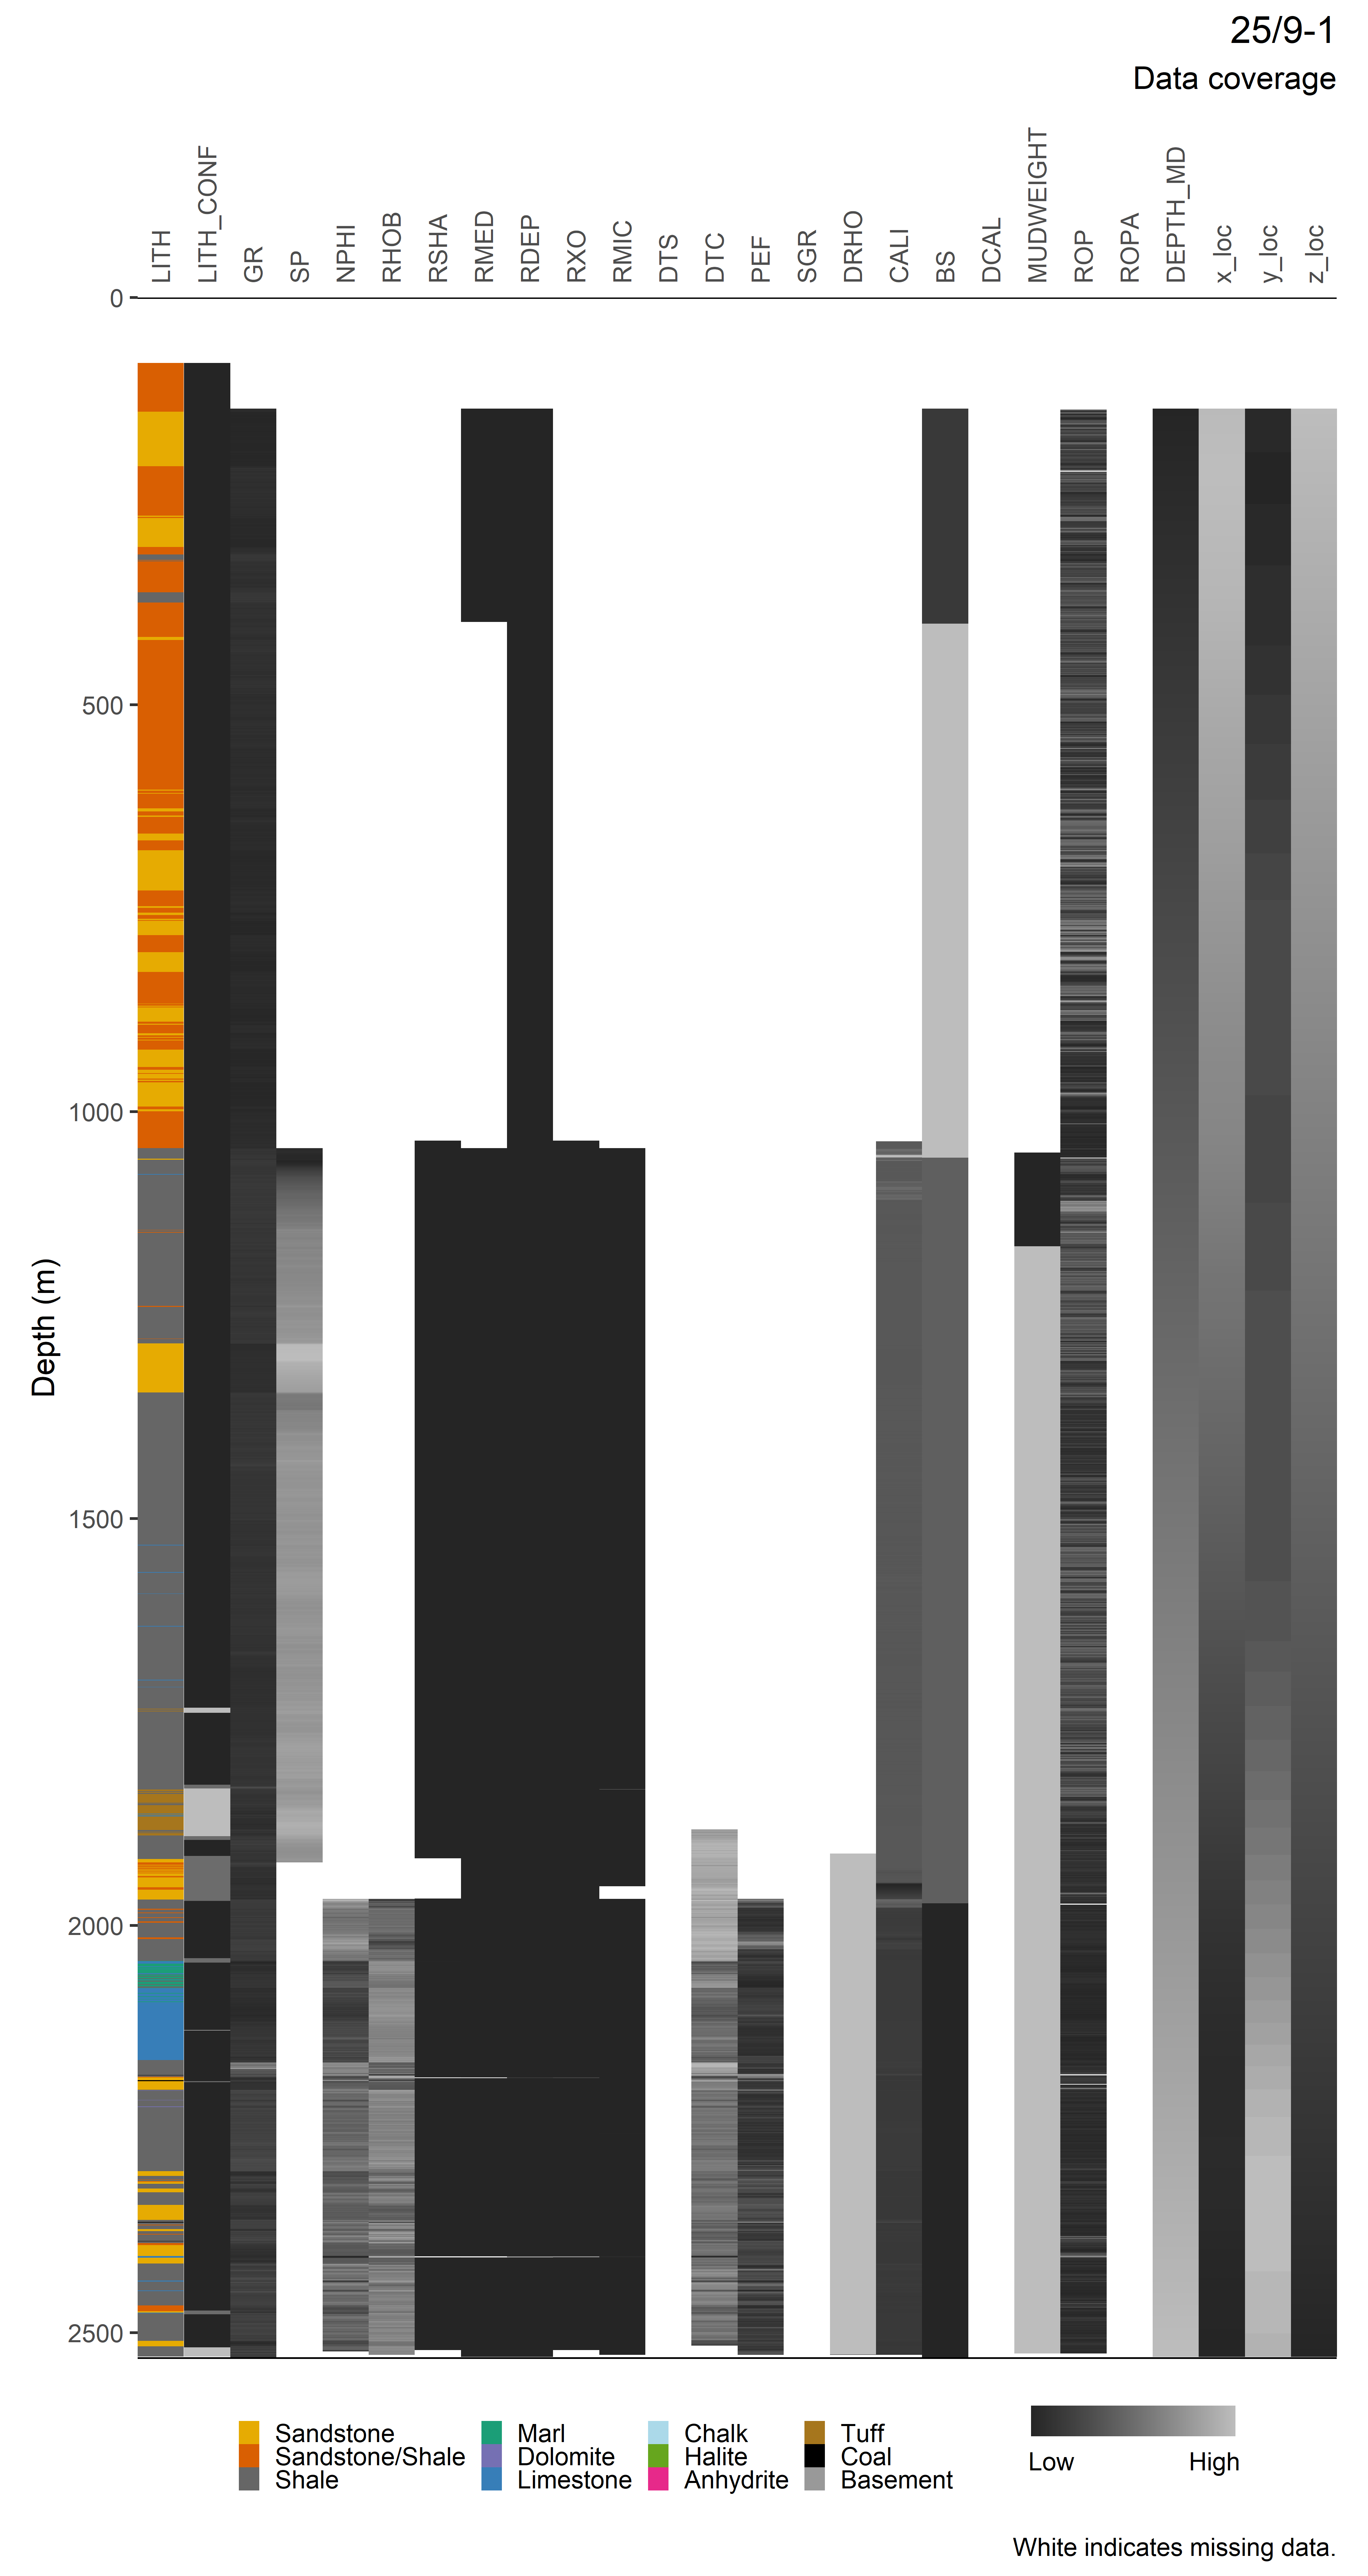 25/9-1
Data coverage
LITH
LITH_CONF
GR
SP
NPHI
RHOB
RSHA
RMED
RDEP
RXO
RMIC
DTS
DTC
PEF
SGR
DRHO
CALI
BS
DCAL
MUDWEIGHT
ROP
ROPA
DEPTH_MD
x_loc
y_loc
z_loc
0
500
1000
1500
2000
2500
Depth (m)
Sandstone
Sandstone/Shale
Shale
Marl
Dolomite
Limestone
Chalk
Halite
Anhydrite
Tuff
Coal
Basement
Low High
White indicates missing data.